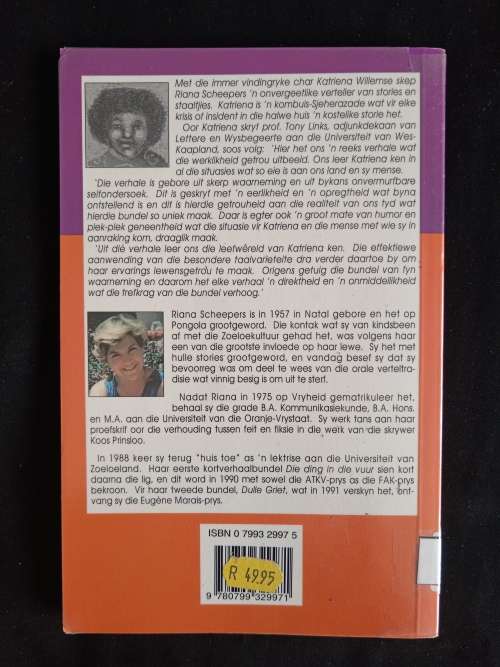 Met die immer vindingryke char Katriena Willemse skep
Riana Scheepers 'n onvergeetlike verteller van stories en
staaltjies. Katriena is 'n kombuis-Sjeherazade wat vir elke
krisis of insident in die halwe huis 'n kostelike storie het.
Oor Katriena skryf prof. Tony Links, adjunkdekaan van
Lettere en Wysbegeerte aan die Universiteit van Wes-
Kaapland, soos volg: 'Hier het ons 'n reeks verhale wat
die werklikheid getrou uitbeeld. Ons leer Katriena ken in
al die situasies wat so eie is aan ons land en sy mense.
'Die verhale is gebore uit skerp waarneming en uit bykans onvermurfbare
selfondersoek. Dit is geskryf met 'n eerlikheid en 'n opregtheid wat byna
ontstellend is en dit is hierdie getrouheid aan die realiteit van ons tyd wat
hierdie bundel so uniek maak. Daar is egter ook 'n groot mate van humor en
plek-plek geneentheid wat die situasie vir Katriena en die mense met wie sy in
aanraking kom, draaglik maak.
'Uit dié verhale leer ons die leefwêreld van Katriena ken. Die effektiewe
aanwending van die besondere taalvariëteite dra verder daartoe by om
haar ervarings lewensgetrou te maak. Origens getuig die bundel van fyn
waarneming en daarom het elke verhaal 'n direktheid en 'n onmiddellikheid
wat die trefkrag van die bundel verhoog.'
Riana Scheepers is in 1957 in Natal gebore en het op
Pongola grootgeword. Die kontak wat sy van kindsbeen
af met die Zoeloekultuur gehad het, was volgens haar
een van die grootste invloede op haar lewe. Sy het met
hulle stories grootgeword, en vandag besef sy dat sy
bevoorreg was om deel te wees van die orale verteltra-
disie wat vinnig besig is om uit te sterf.
Nadat Riana in 1975 op Vryheid gematrikuleer het,
behaal sy die grade B.A. Kommunikasiekunde, B.A. Hons.
en M.A. aan die Universiteit van die Oranje-Vrystaat. Sy werk tans aan haar
proefskrif oor die verhouding tussen feit en fiksie in die werk van die skrywer
Koos Prinsloo.
In 1988 keer sy terug "huis toe" as 'n lektrise aan die Universiteit van
Zoeloeland. Haar eerste kortverhaalbundel Die ding in die vuur sien kort
daarna die lig, en dit word in 1990 met sowel die ATKV-prys as die FAK-prys
bekroon. Vir haar tweede bundel, Dulle Griet, wat in 1991 verskyn het, ont-
vang sy die Eugène Marais-prys.
ISBN 0 7993 2997 5
R 49.95
9 780799 329971